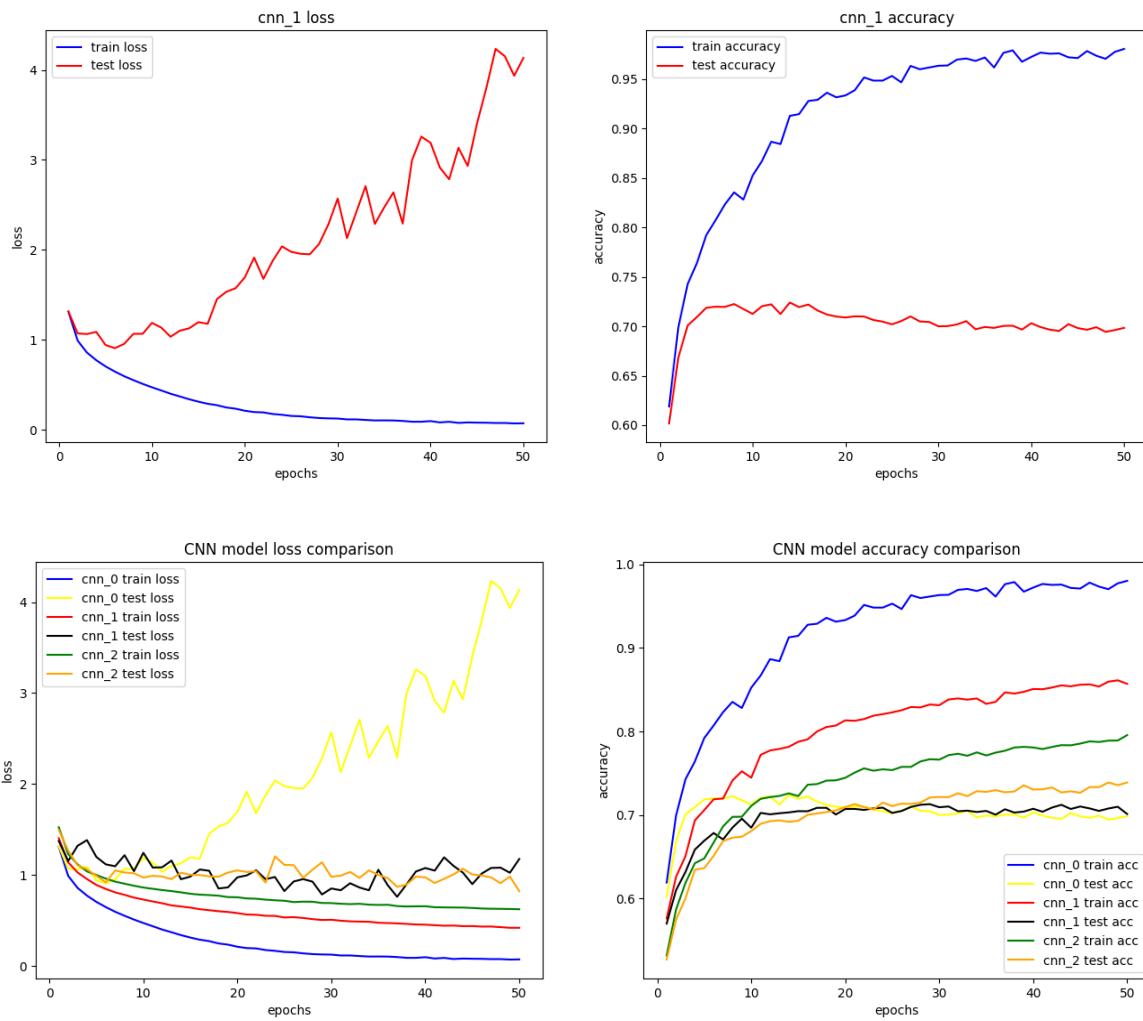 cnn_1 loss
train loss
test loss
4
3
2
1
0
loss
0
10
20
30
40
50
epochs
cnn_1 accuracy
train accuracy
test accuracy
0.95
0.90
0.85
0.80
0.75
0.70
0.65
0.60
accuracy
0
10
20
30
40
50
epochs
CNN model loss comparison
cnn_0 train loss
cnn_0 test loss
cnn_1 train loss
cnn_1 test loss
cnn_2 train loss
cnn_2 test loss
4
3
2
1
0
loss
0
10
20
30
40
50
epochs
CNN model accuracy comparison
1.0
0.9
0.8
0.7
0.6
accuracy
cnn_0 train acc
cnn_0 test acc
cnn_1 train acc
cnn_1 test acc
cnn_2 train acc
cnn_2 test acc
0
10
20
30
40
50
epochs